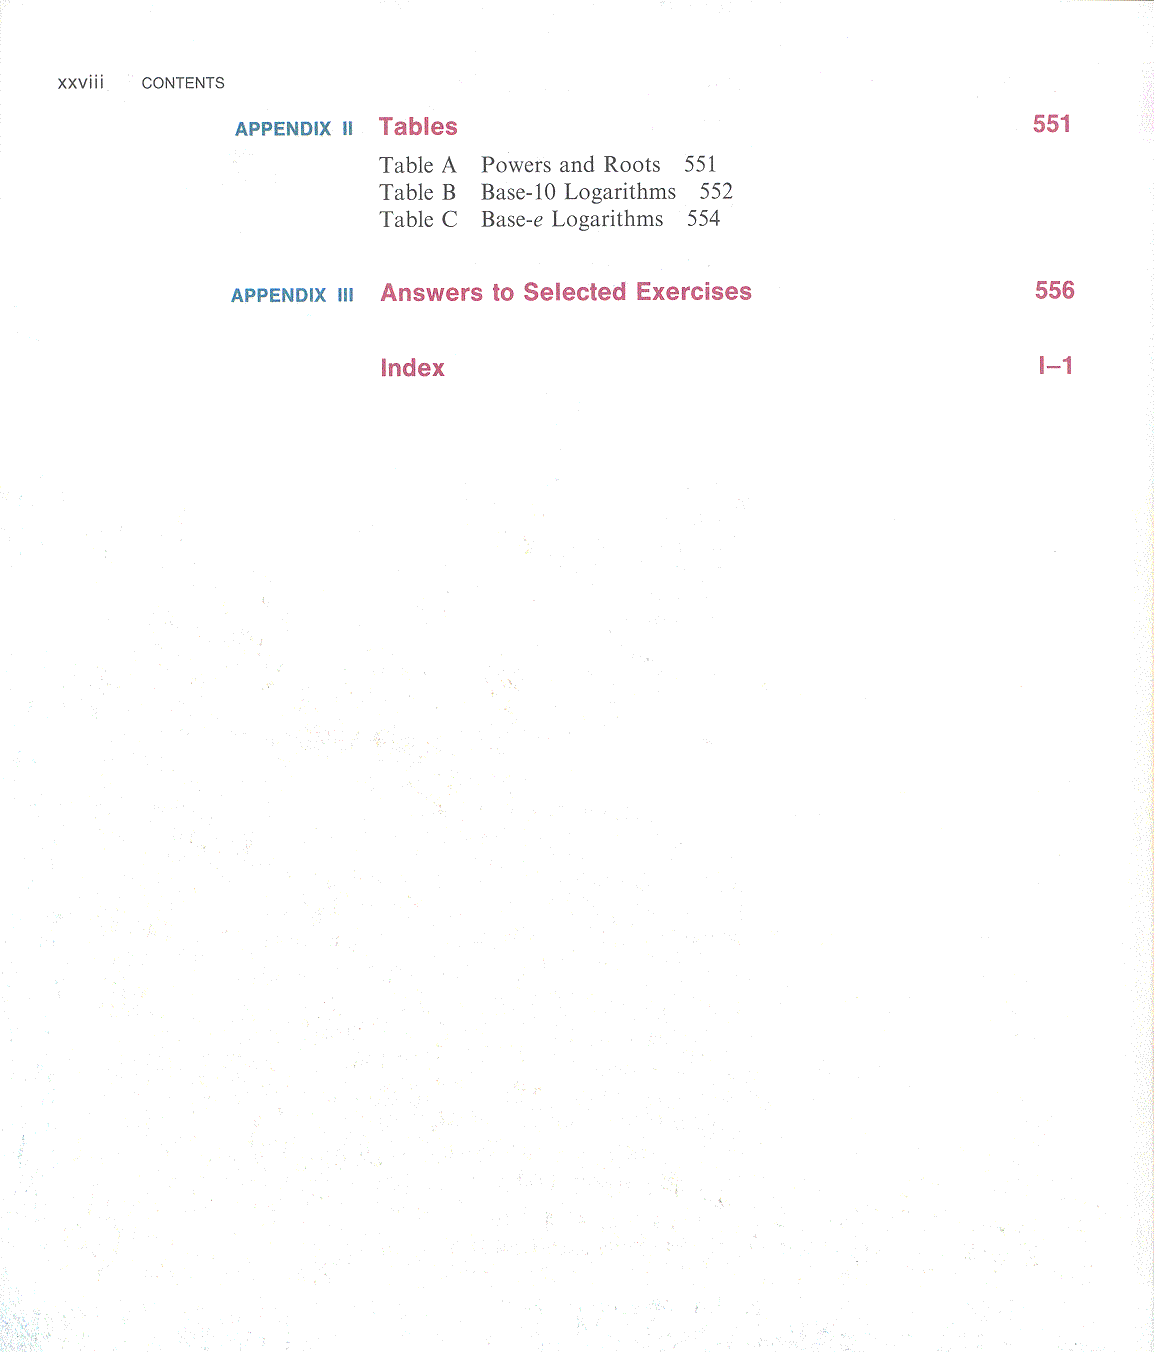 xxviii CONTENTS
APPENDIX II Tables 551
Table A Powers and Roots 551
Table B Base-10 Logarithms 552
Table C Base-e Logarithms 554
APPENDIX III Answers to Selected Exercises 556
Index I–1